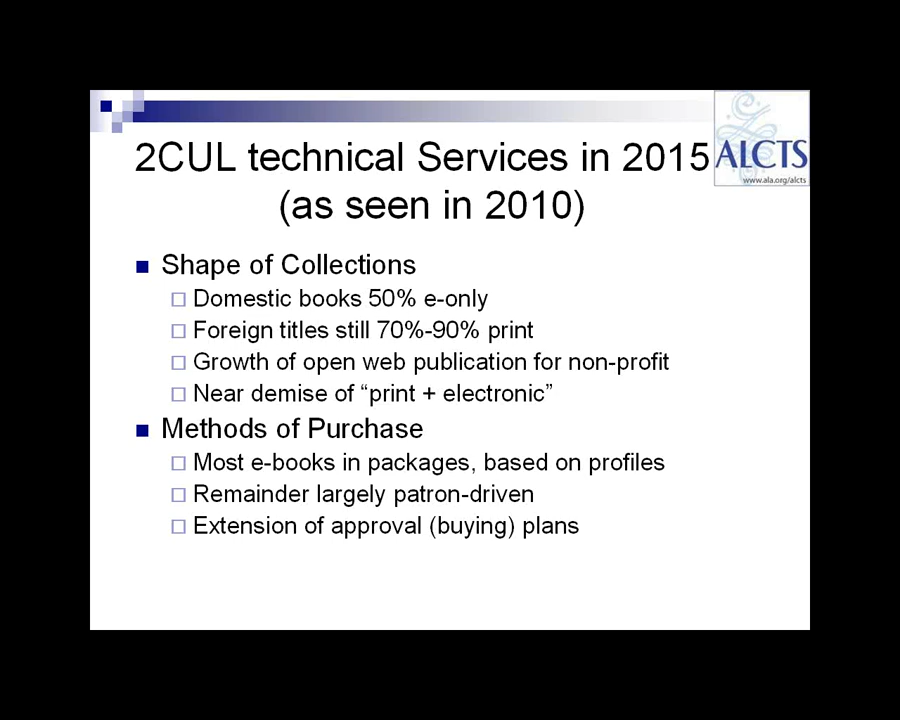 2CUL technical Services in 2015
(as seen in 2010)
ALCTS
www.ala.org/alcts
Shape of Collections
Domestic books 50% e-only
Foreign titles still 70%-90% print
Growth of open web publication for non-profit
Near demise of “print + electronic”
Methods of Purchase
Most e-books in packages, based on profiles
Remainder largely patron-driven
Extension of approval (buying) plans